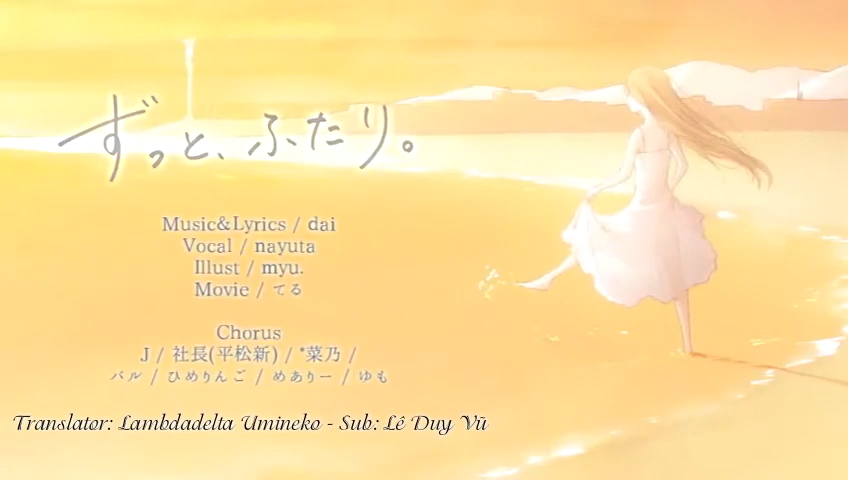 ずっと、ふたり。
Music&Lyrics / dai
Vocal / nayuta
Illust / myu.
Movie / てる
Chorus
J / 社長(平松新) / *菜乃 /
バル / ひめりんご / めありー / ゆも
Translator: Lambdadelta Umineko - Sub: Lê Duy Vũ